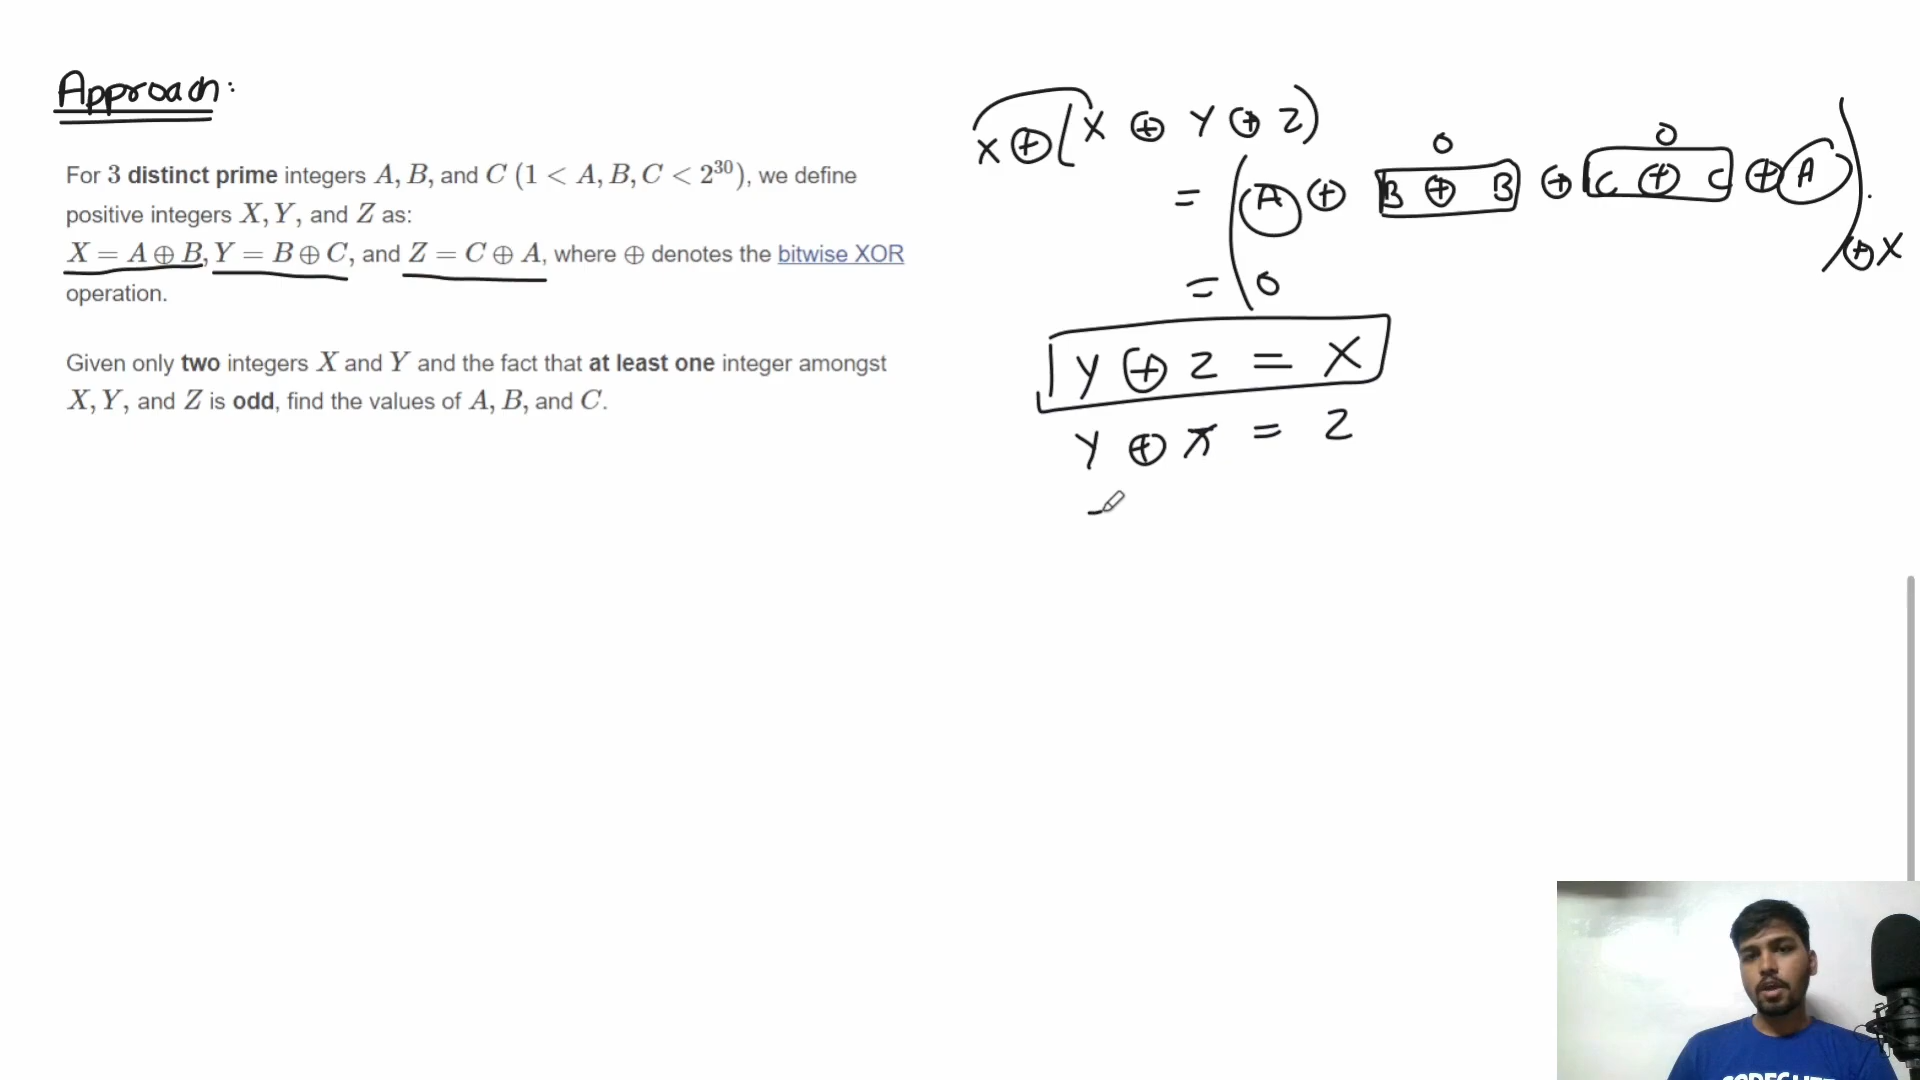 Approach:
For 3 distinct prime integers A, B, and C (1 < A, B, C < 2^30), we define
positive integers X, Y, and Z as:
X = A ⊕ B, Y = B ⊕ C, and Z = C ⊕ A, where ⊕ denotes the bitwise XOR
operation.
Given only two integers X and Y and the fact that at least one integer amongst
X, Y, and Z is odd, find the values of A, B, and C.
X ⊕ (X ⊕ Y ⊕ Z)
0 0
= (A ⊕ B ⊕ B ⊕ C ⊕ C ⊕ A)
⊕ X
= 0
Y ⊕ Z = X
Y ⊕ X = Z